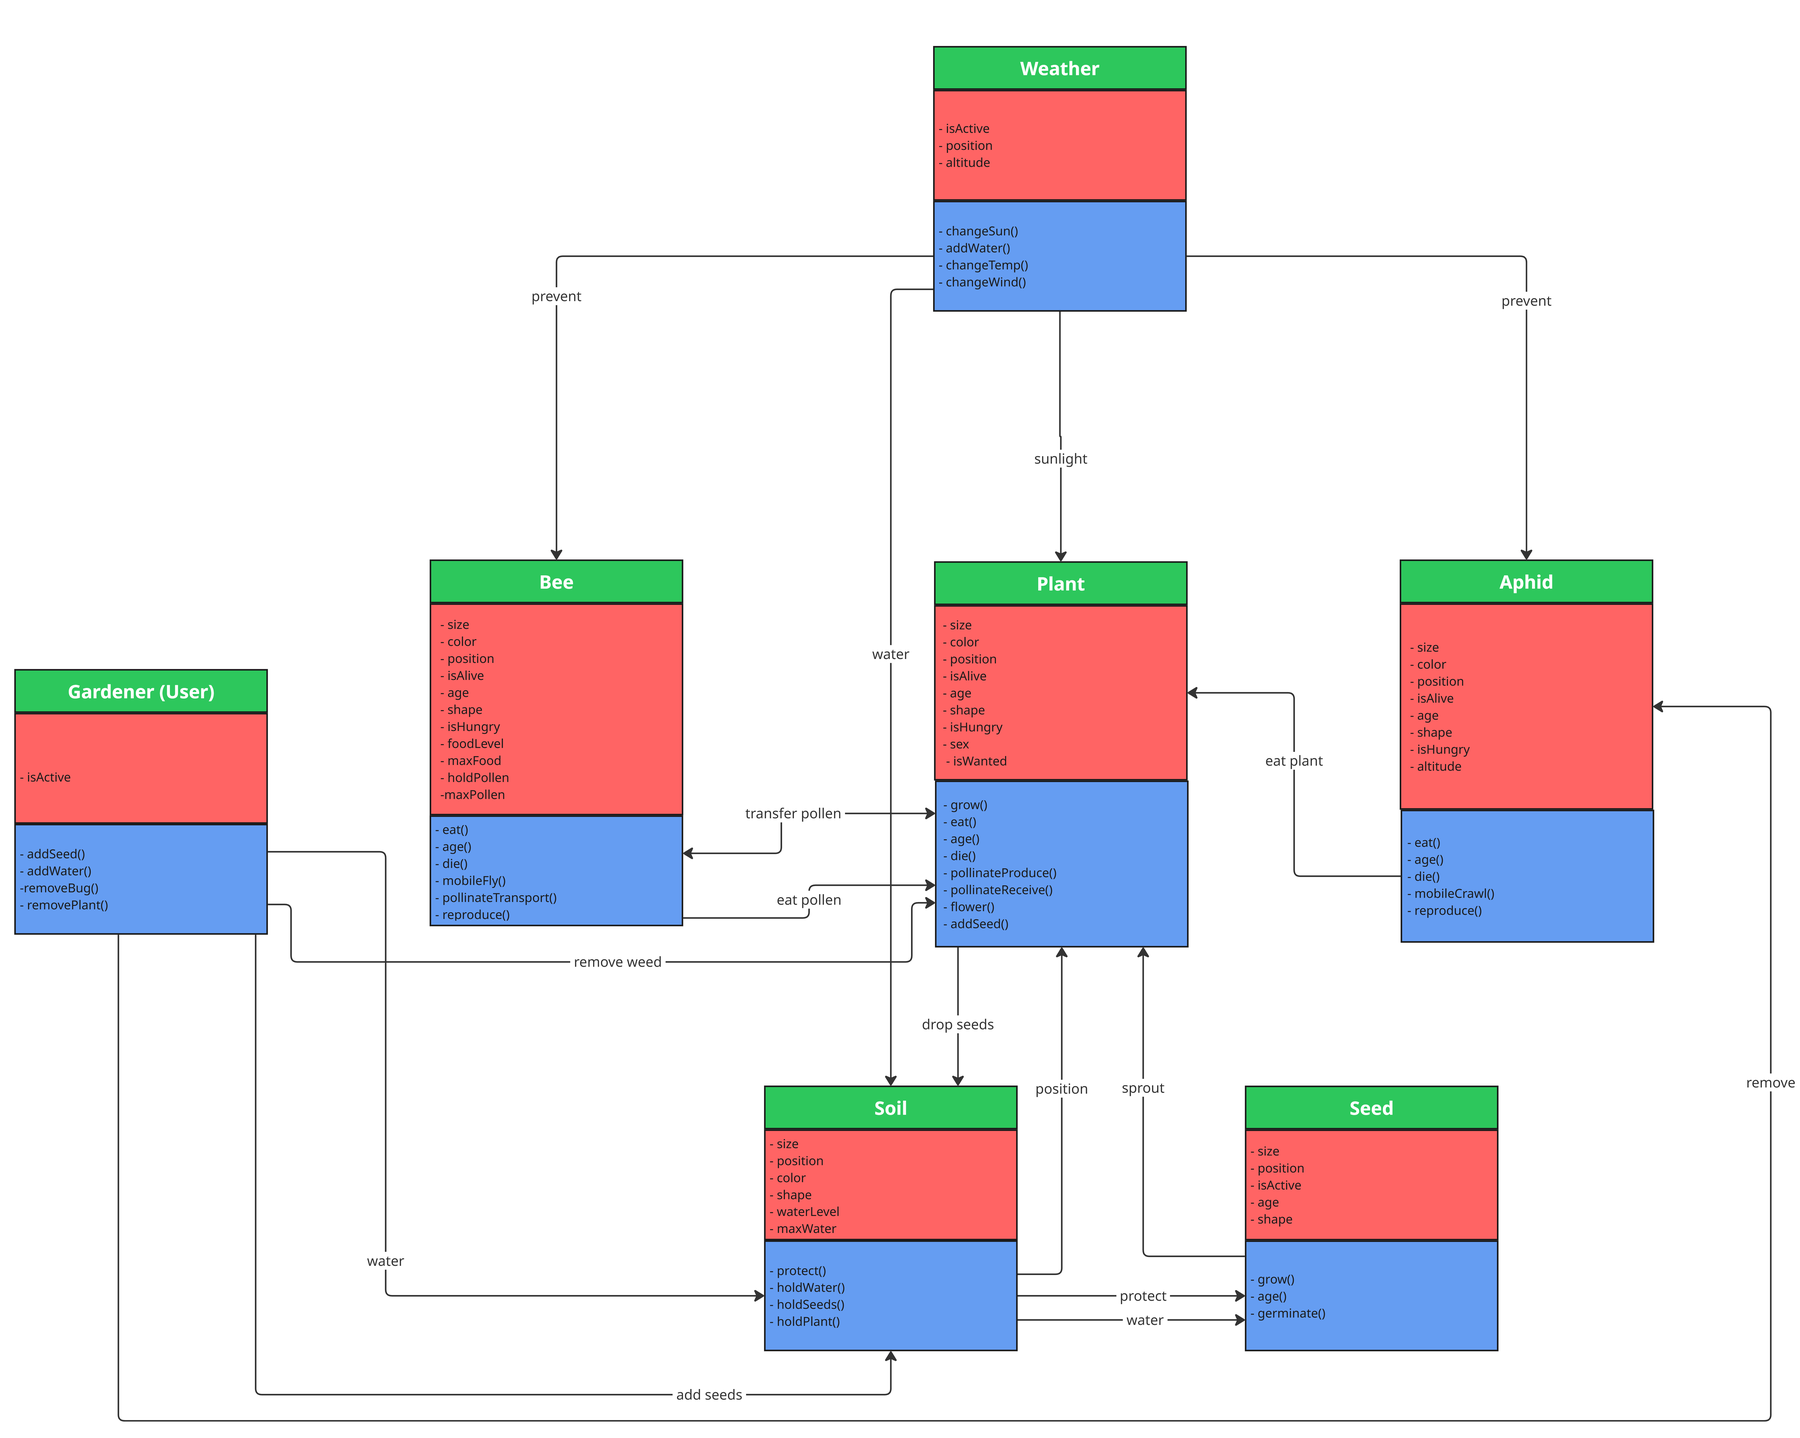 Weather
- isActive
- position
- altitude
- changeSun()
- addWater()
- changeTemp()
- changeWind()
prevent
prevent
sunlight
water
Bee
- size
- color
- position
- isAlive
- age
- shape
- isHungry
- foodLevel
- maxFood
- holdPollen
-maxPollen
- eat()
- age()
- die()
- mobileFly()
- pollinateTransport()
- reproduce()
Plant
- size
- color
- position
- isAlive
- age
- shape
- isHungry
- sex
- isWanted
- grow()
- eat()
- age()
- die()
- pollinateProduce()
- pollinateReceive()
- flower()
- addSeed()
Aphid
- size
- color
- position
- isAlive
- age
- shape
- isHungry
- altitude
- eat()
- age()
- die()
- mobileCrawl()
- reproduce()
Gardener (User)
- isActive
- addSeed()
- addWater()
-removeBug()
- removePlant()
transfer pollen
eat pollen
eat plant
remove weed
drop seeds
position
sprout
remove
Soil
- size
- position
- color
- shape
- waterLevel
- maxWater
- protect()
- holdWater()
- holdSeeds()
- holdPlant()
Seed
- size
- position
- isActive
- age
- shape
- grow()
- age()
- germinate()
water
protect
water
add seeds